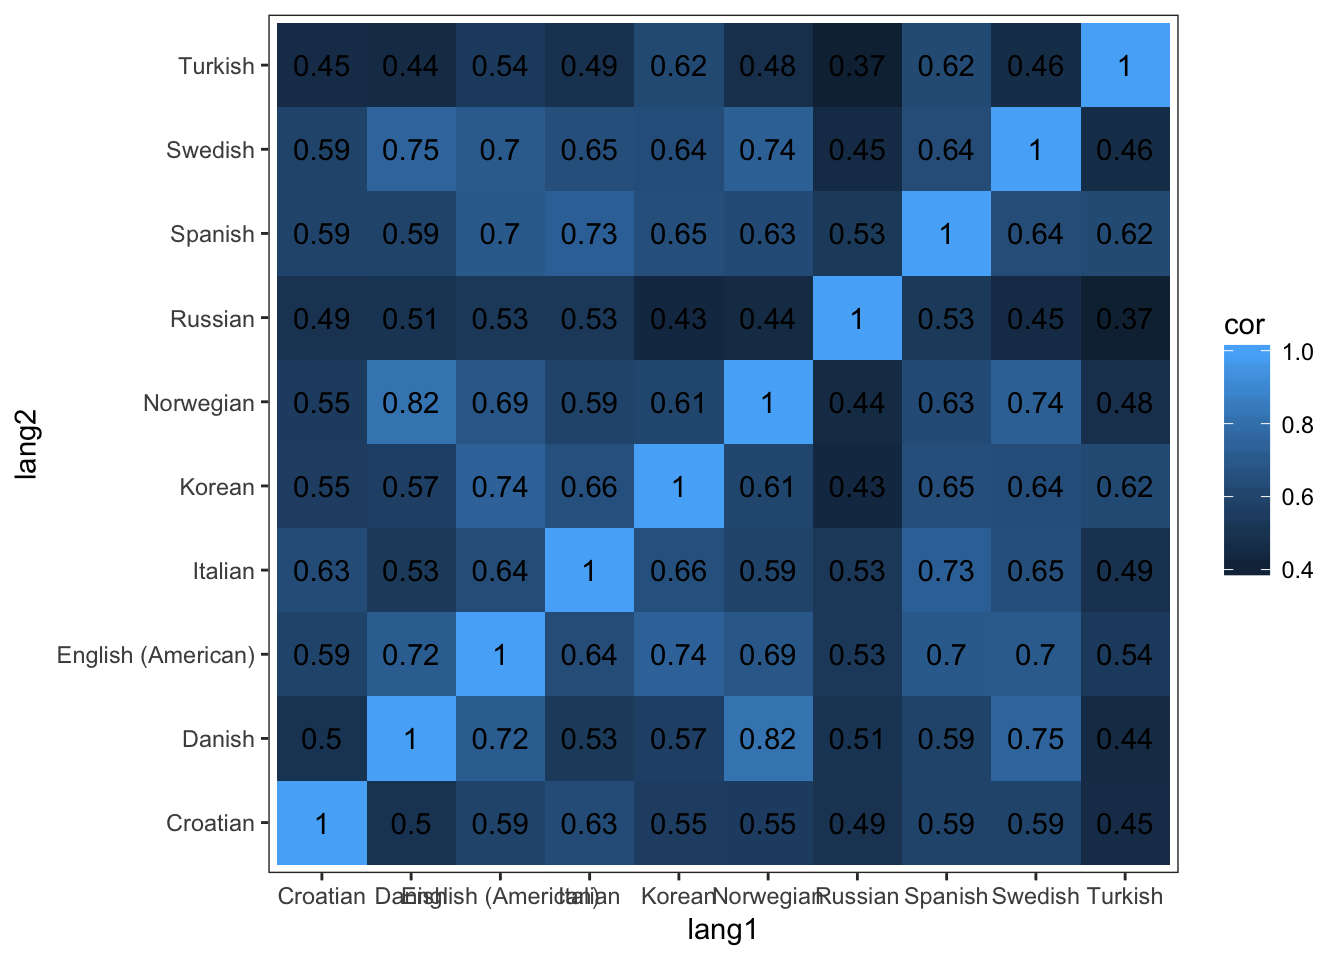 Turkish 0.45 0.44 0.54 0.49 0.62 0.48 0.37 0.62 0.46 1
Swedish 0.59 0.75 0.7 0.65 0.64 0.74 0.45 0.64 1 0.46
Spanish 0.59 0.59 0.7 0.73 0.65 0.63 0.53 1 0.64 0.62
Russian 0.49 0.51 0.53 0.53 0.43 0.44 1 0.53 0.45 0.37
Norwegian 0.55 0.82 0.69 0.59 0.61 1 0.44 0.63 0.74 0.48
Korean 0.55 0.57 0.74 0.66 1 0.61 0.43 0.65 0.64 0.62
Italian 0.63 0.53 0.64 1 0.66 0.59 0.53 0.73 0.65 0.49
English (American) 0.59 0.72 1 0.64 0.74 0.69 0.53 0.7 0.7 0.54
Danish 0.5 1 0.72 0.53 0.57 0.82 0.51 0.59 0.75 0.44
Croatian 1 0.5 0.59 0.63 0.55 0.55 0.49 0.59 0.59 0.45
Croatian Danish English (American) Italian Korean Norwegian Russian Spanish Swedish Turkish
lang1
lang2
cor
1.0
0.8
0.6
0.4